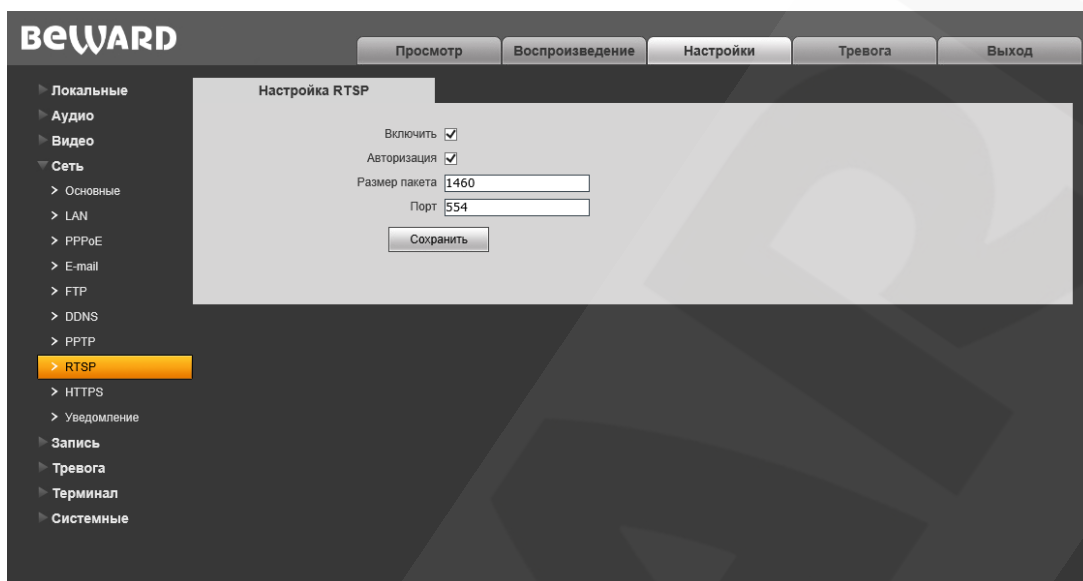 BEWARD
Просмотр Воспроизведение Настройки Тревога Выход
Локальные
Аудио
Видео
Сеть
Основные
LAN
PPPoE
E-mail
FTP
DDNS
PPTP
RTSP
HTTPS
Уведомление
Запись
Тревога
Терминал
Системные
Настройка RTSP
Включить
Авторизация
Размер пакета 1460
Порт 554
Сохранить